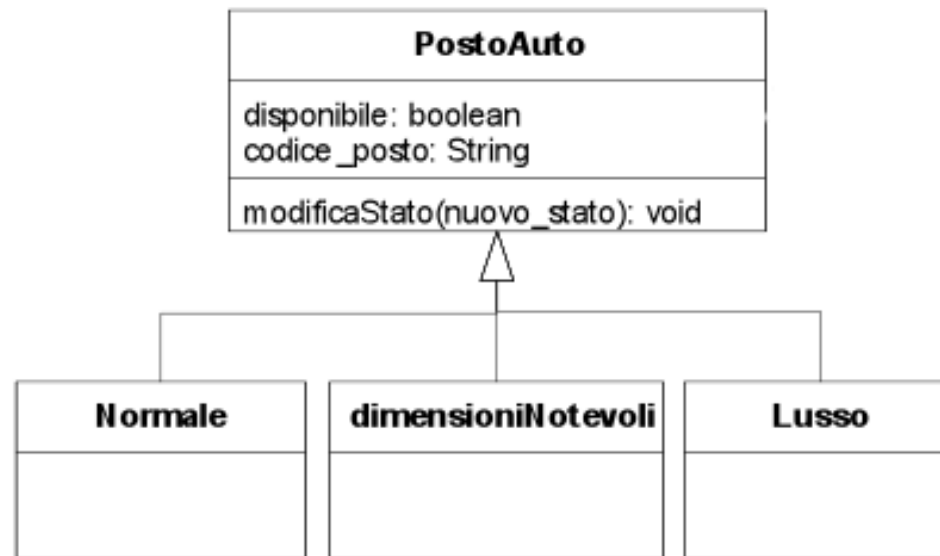 PostoAuto
disponibile: boolean
codice_posto: String
modificaStato(nuovo_stato): void
Normale
dimensioniNotevoli
Lusso